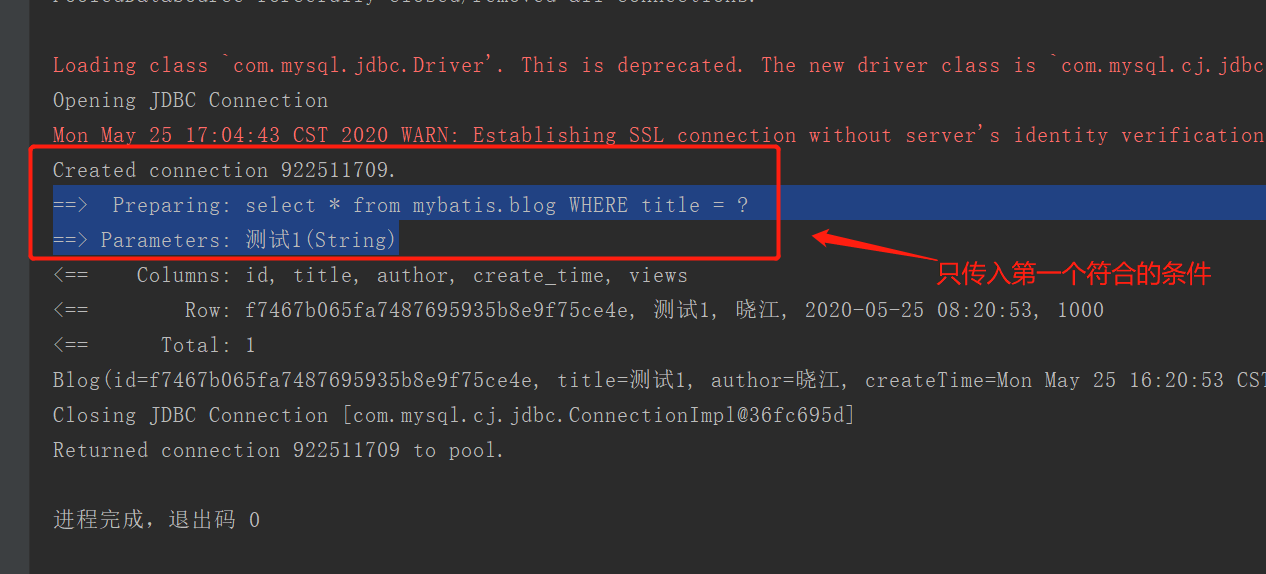 PooledDataSource forcefully closed/removed all connections.
Loading class `com.mysql.jdbc.Driver'. This is deprecated. The new driver class is `com.mysql.cj.jdbc
Opening JDBC Connection
Mon May 25 17:04:43 CST 2020 WARN: Establishing SSL connection without server's identity verification
Created connection 922511709.
==>  Preparing: select * from mybatis.blog WHERE title = ?
==> Parameters: 测试1(String)
只传入第一个符合的条件
<==    Columns: id, title, author, create_time, views
<==        Row: f7467b065fa7487695935b8e9f75ce4e, 测试1, 晓江, 2020-05-25 08:20:53, 1000
<==      Total: 1
Blog(id=f7467b065fa7487695935b8e9f75ce4e, title=测试1, author=晓江, createTime=Mon May 25 16:20:53 CST
Closing JDBC Connection [com.mysql.cj.jdbc.ConnectionImpl@36fc695d]
Returned connection 922511709 to pool.
进程完成，退出码 0